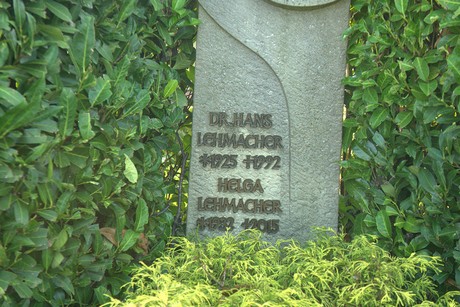 DR. HANS
LEHMACHER
*1925 †1992
HELGA
LEHMACHER